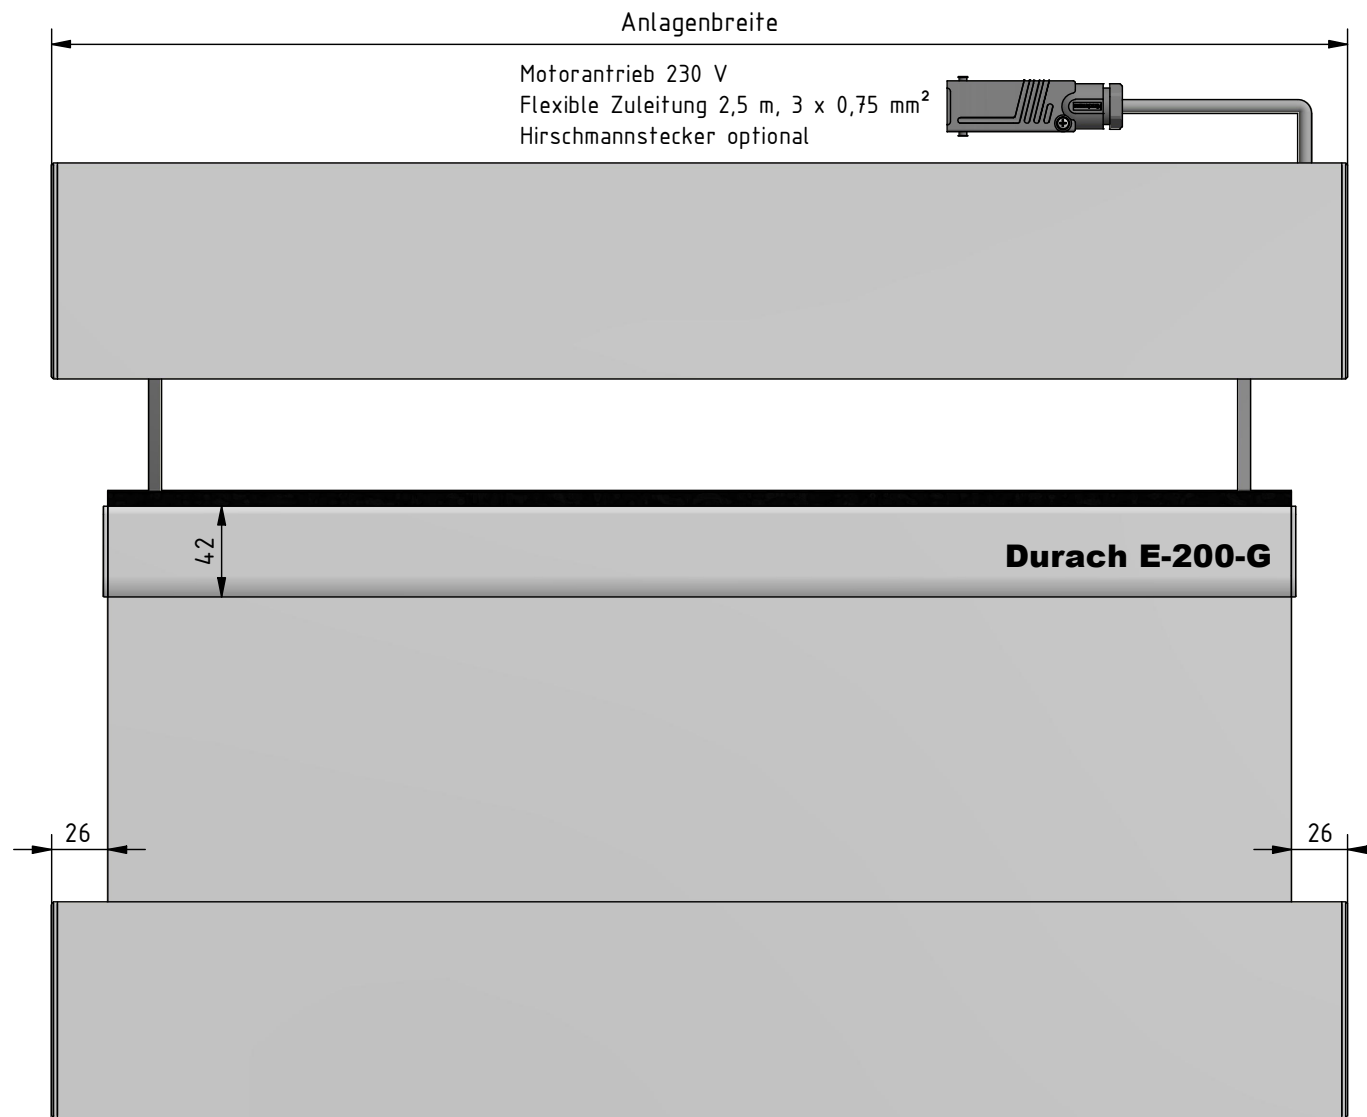 Anlagenbreite
Motorantrieb 230 V
Flexible Zuleitung 2,5 m, 3 x 0,75 mm²
Hirschmannstecker optional
42
Durach E-200-G
26
26